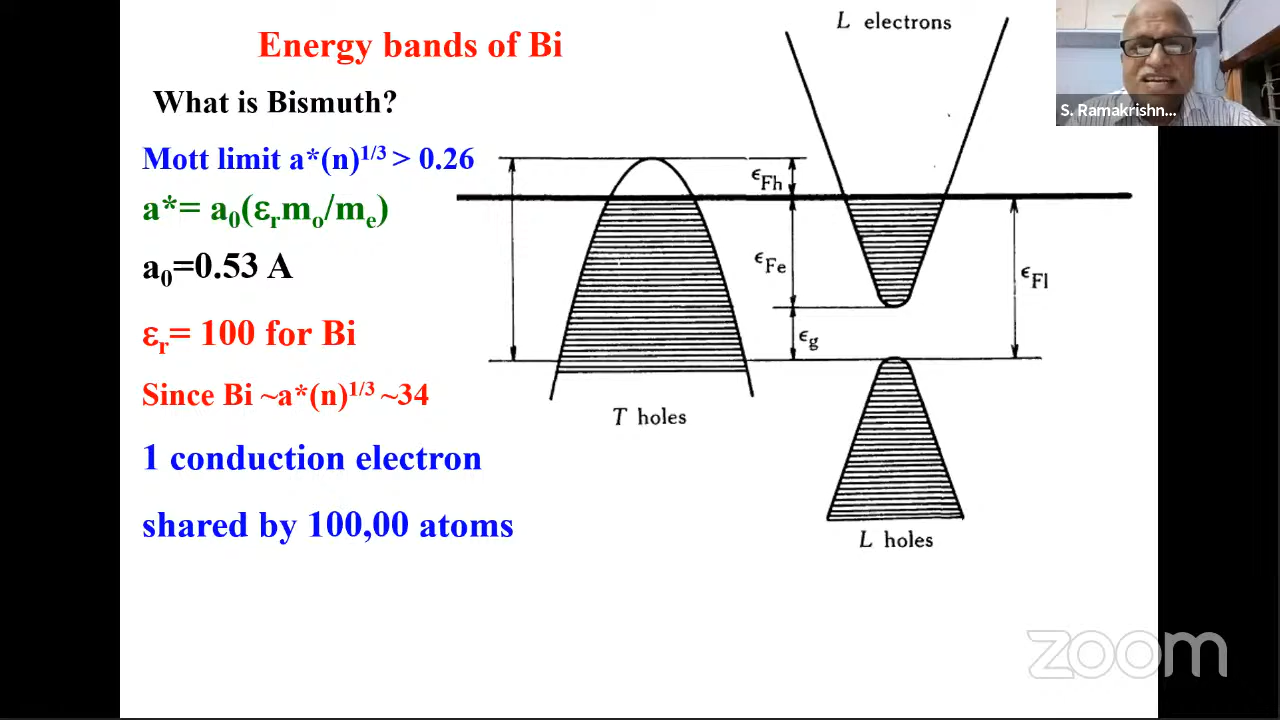 Energy bands of Bi
What is Bismuth?
Mott limit a*(n)^1/3 > 0.26
a*= a₀(εᵣmₒ/mₑ)
a₀=0.53 A
εᵣ= 100 for Bi
Since Bi ~a*(n)^1/3 ~34
1 conduction electron
shared by 100,00 atoms
L electrons
ϵFh
ϵFe
ϵg
ϵFl
T holes
L holes
S. Ramakrishn...
zoom